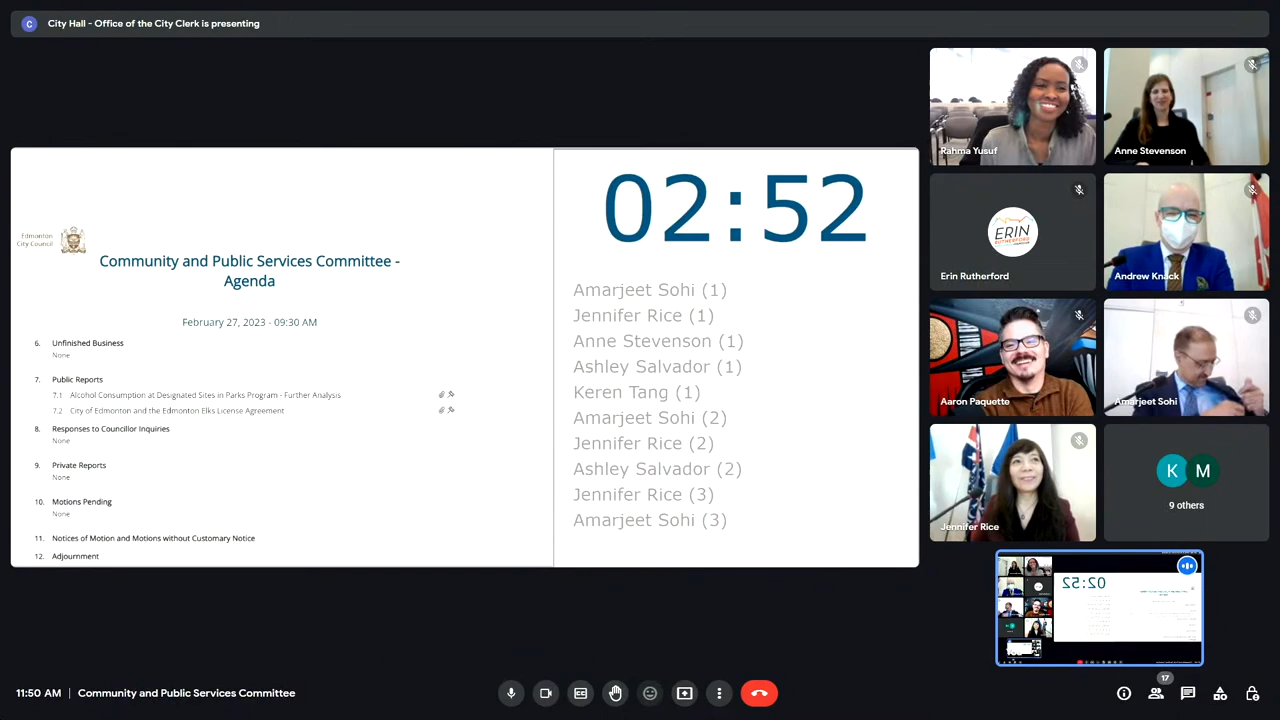 C
City Hall - Office of the City Clerk is presenting
Edmonton
City Council
Community and Public Services Committee -
Agenda
February 27, 2023 - 09:30 AM
6. Unfinished Business
None
7. Public Reports
7.1 Alcohol Consumption at Designated Sites in Parks Program - Further Analysis
7.2 City of Edmonton and the Edmonton Elks License Agreement
8. Responses to Councillor Inquiries
None
9. Private Reports
None
10. Motions Pending
None
11. Notices of Motion and Motions without Customary Notice
12. Adjournment
02:52
Amarjeet Sohi (1)
Jennifer Rice (1)
Anne Stevenson (1)
Ashley Salvador (1)
Keren Tang (1)
Amarjeet Sohi (2)
Jennifer Rice (2)
Ashley Salvador (2)
Jennifer Rice (3)
Amarjeet Sohi (3)
Rahma Yusuf
Anne Stevenson
ERIN
RUTHERFORD
Erin Rutherford
Andrew Knack
Aaron Paquette
Amarjeet Sohi
Jennifer Rice
K M
9 others
02:52
11:50 AM | Community and Public Services Committee
17